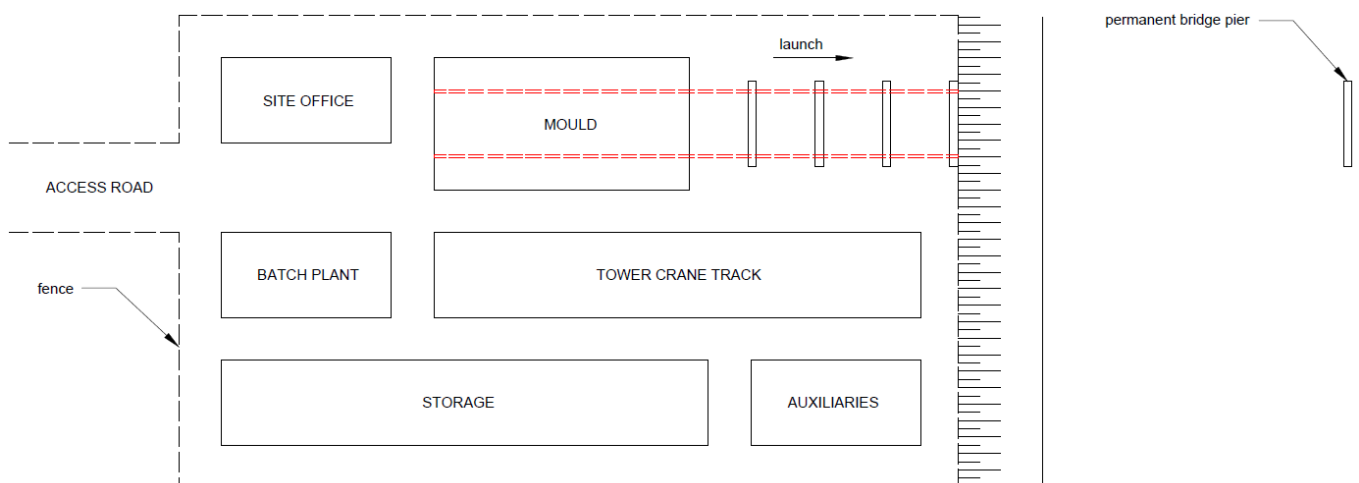 permanent bridge pier
launch
SITE OFFICE
MOULD
ACCESS ROAD
BATCH PLANT
TOWER CRANE TRACK
fence
STORAGE
AUXILIARIES